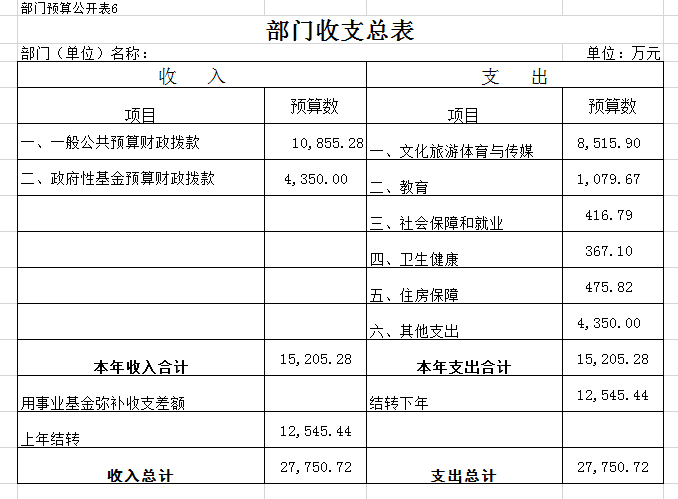 部门预算公开表6
部门收支总表
部门（单位）名称： 单位：万元
收 入 支 出
项目 预算数 项目 预算数
一、一般公共预算财政拨款 10,855.28 一、文化旅游体育与传媒 8,515.90
二、政府性基金预算财政拨款 4,350.00 二、教育 1,079.67
三、社会保障和就业 416.79
四、卫生健康 367.10
五、住房保障 475.82
六、其他支出 4,350.00
本年收入合计 15,205.28 本年支出合计 15,205.28
用事业基金弥补收支差额 结转下年 12,545.44
上年结转 12,545.44
收入总计 27,750.72 支出总计 27,750.72